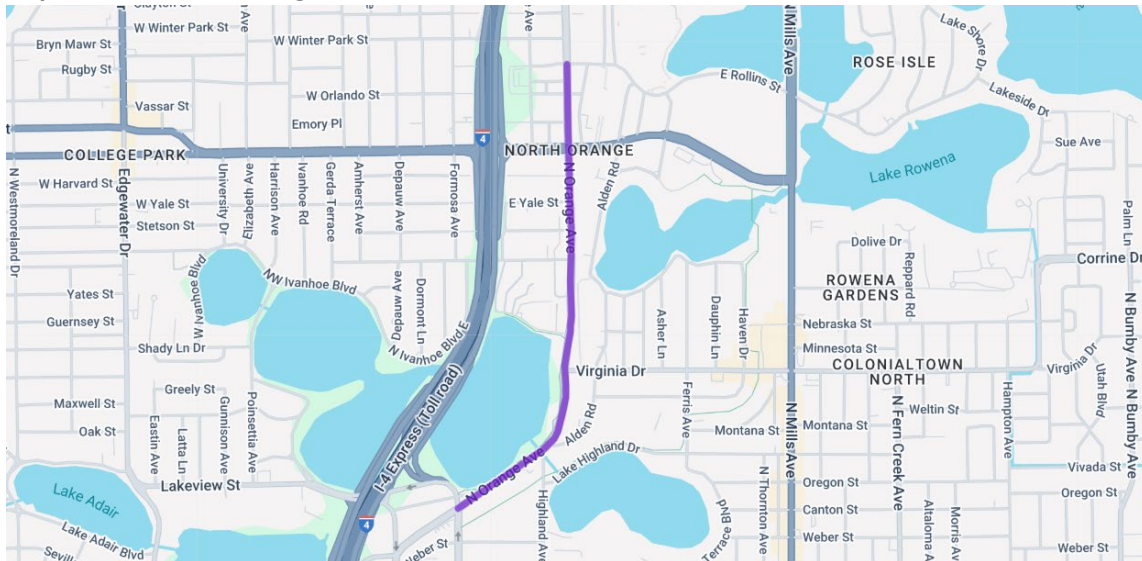 Clayton St
W Winter Park St
N Mills Ave
Lake Shore Dr
Bryn Mawr St
W Winter Park St
ROSE ISLE
Rugby St
E Rollins St
Lakeside Dr
W Orlando St
Vassar St
Emory Pl
4
Sue Ave
COLLEGE PARK
NORTH ORANGE
Lake Rowena
N Westmoreland Dr
W Harvard St
Edgewater Dr
University Dr
Elizabeth Ave
Harrison Ave
Ivanhoe Rd
Gerda Terrace
Amherst Ave
Depauw Ave
Formosa Ave
N Orange Ave
Alden Rd
W Yale St
E Yale St
Palm Ln
Stetson St
Dolive Dr
Reppard Rd
Corrine Dr
W Ivanhoe Blvd
NW Ivanhoe Blvd
Depauw Ave
Dormont Ln
ROWENA
GARDENS
Yates St
Asher Ln
Dauphin Ln
Haven Dr
N Bumby Ave
Guernsey St
N Ivanhoe Blvd E
Nebraska St
Shady Ln Dr
Minnesota St
Virginia Dr
COLONIALTOWN
NORTH
Virginia Dr
Greely St
I-4 Express (Toll road)
Ferris Ave
Hampton Ave
Utah Blvd
Maxwell St
Poinsettia Ave
Gunnison Ave
Alden Rd
N Mills Ave
N Fern Creek Ave
Weltin St
N Bumby Ave
Oak St
Eastin Ave
Latta Ln
Montana St
Montana St
Lake Highland Dr
N Orange Ave
Vivada St
Lakeview St
N Thornton Ave
Oregon St
Oregon St
Lake Adair
Highland Ave
Terrace Blvd
Canton St
Altaloma A
Morris Av
4
Lake Adair Blvd
Weber St
Weber St
Weber St
Sevill